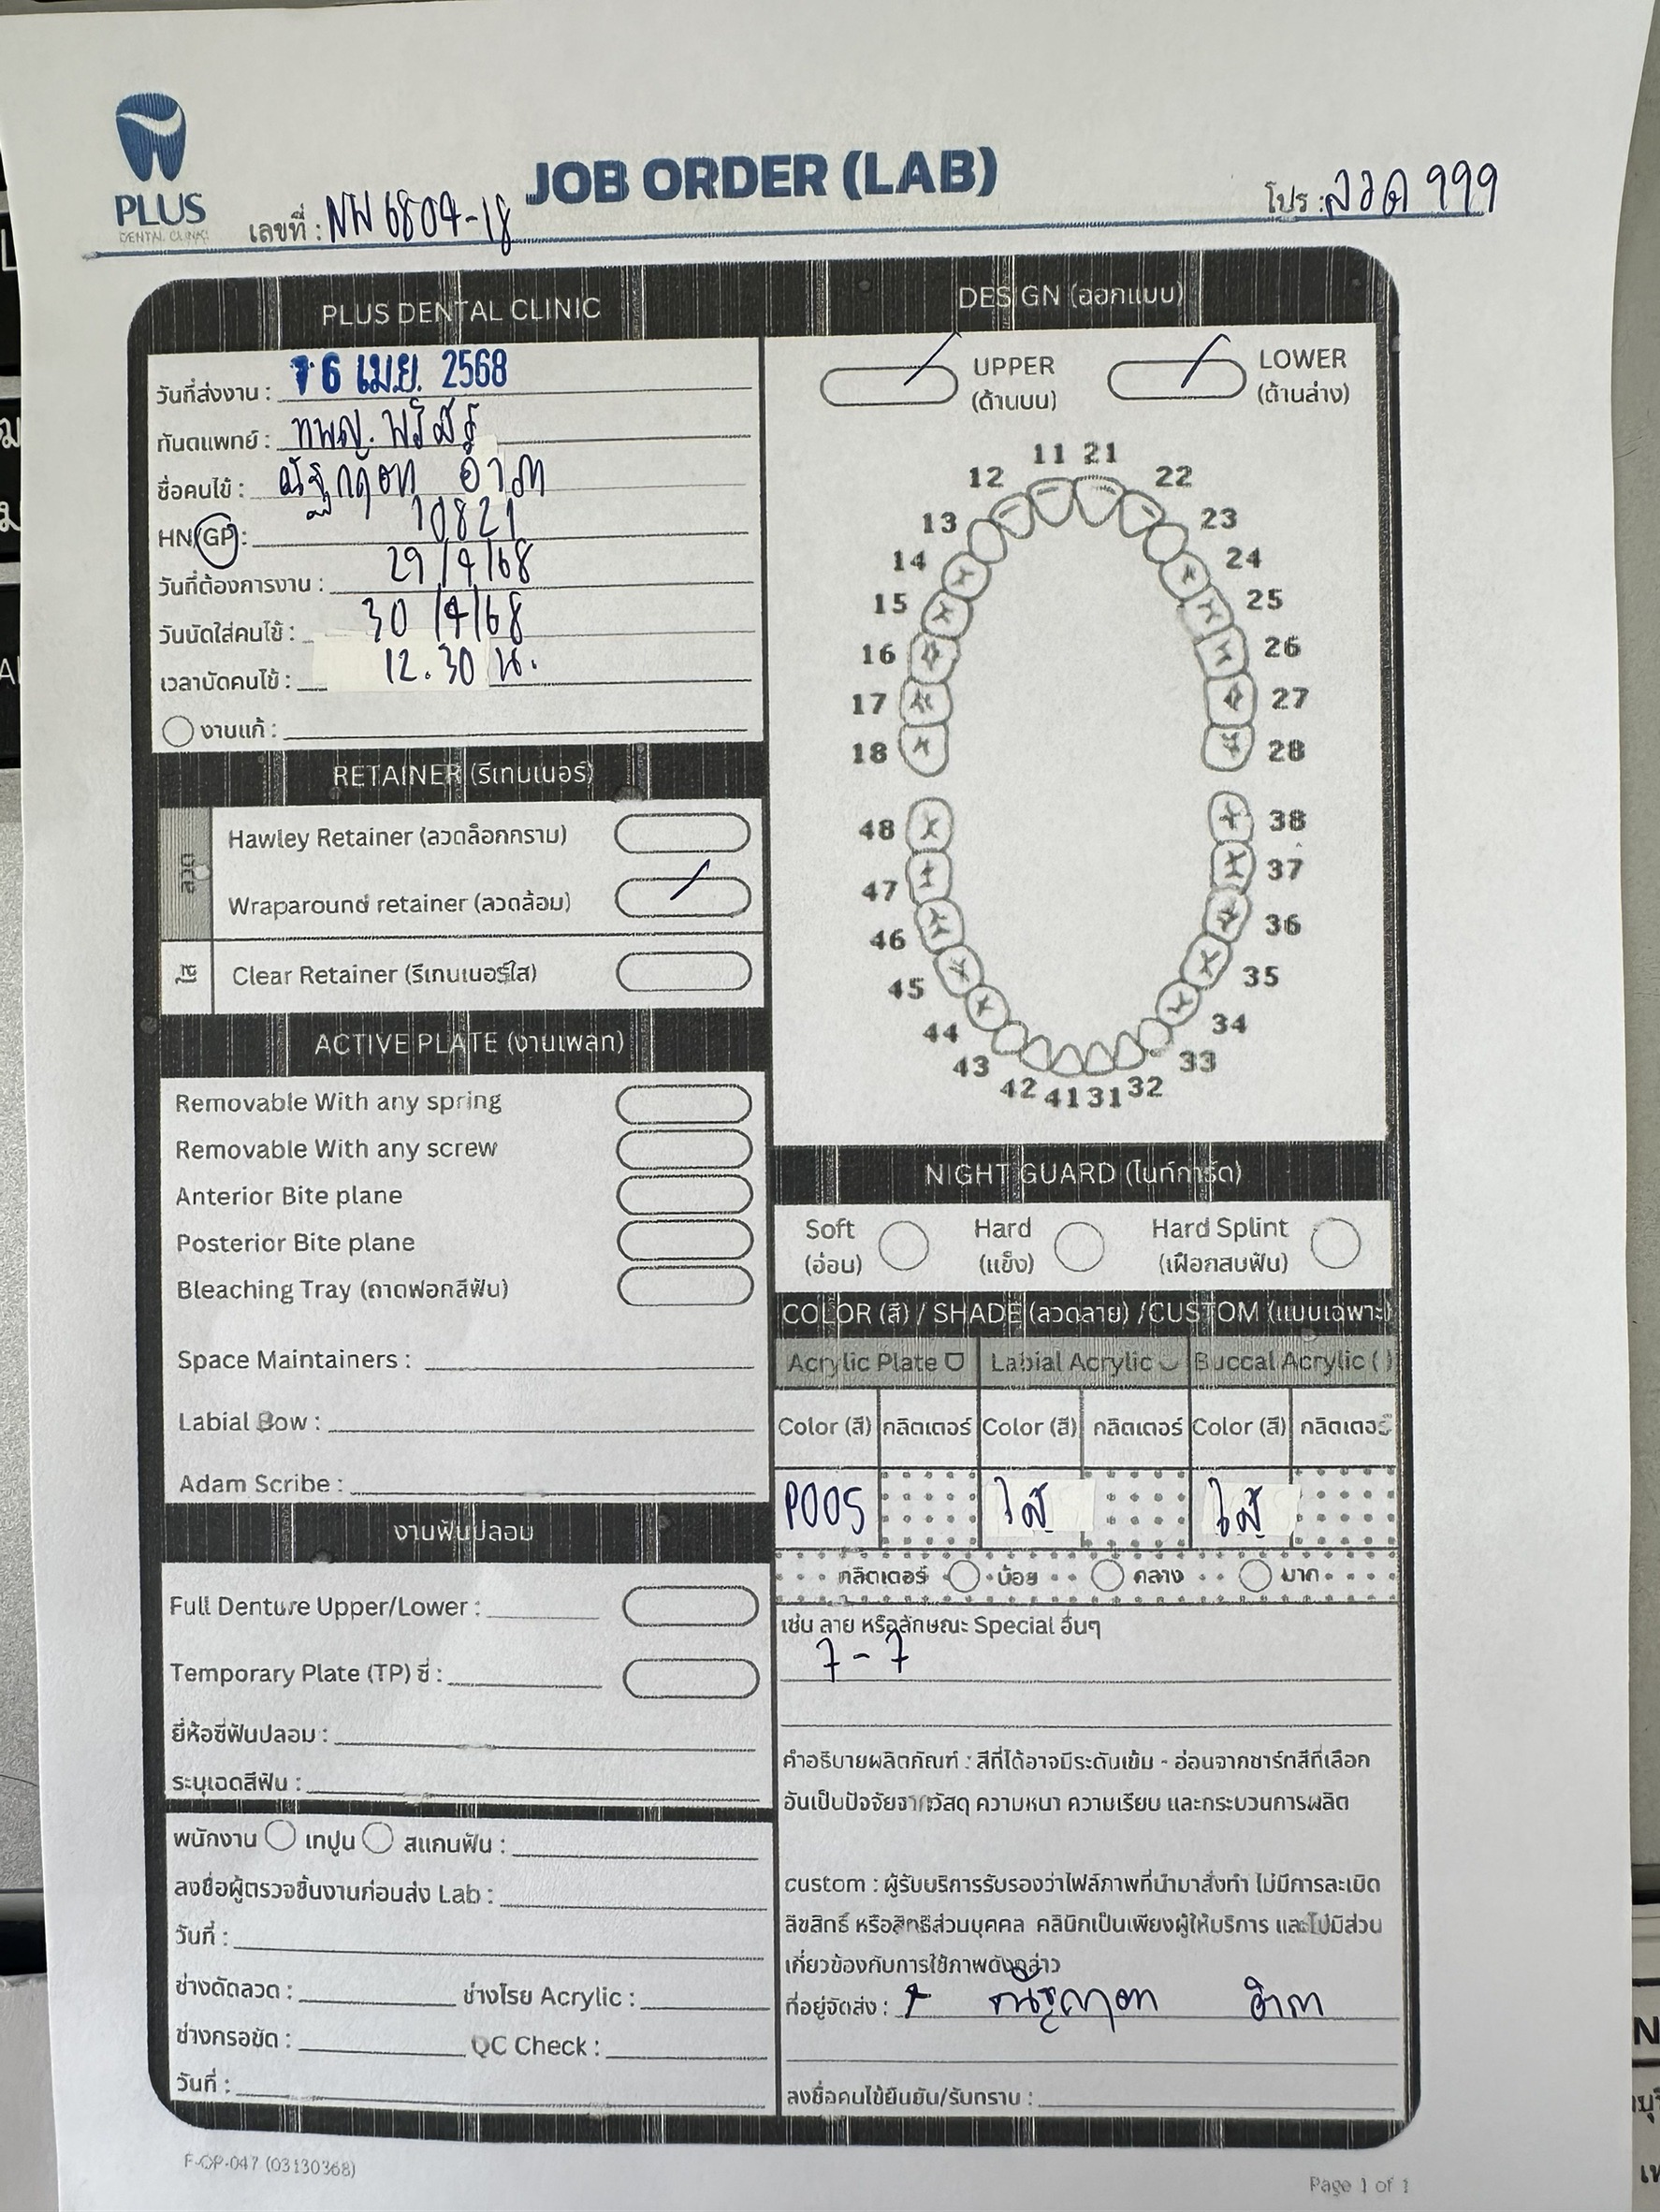 PLUS
DENTAL CLINIC
JOB ORDER (LAB)
เลขที่ : NW 6804-18
โปร : ลวด 999
PLUS DENTAL CLINIC
วันที่ส่งงาน : 16 เม.ย. 2568
ทันตแพทย์ : ทพญ.
ชื่อคนไข้ :
HN/GP : 10821
วันที่ต้องการงาน : 29/4/68
วันนัดใส่คนไข้ : 30/4/68
เวลานัดคนไข้ : 12.30 น.
งานแก้ :
RETAINER (รีเทนเนอร์)
ลวด
Hawley Retainer (ลวดล็อกกราม)
Wraparound retainer (ลวดล้อม)
ใส
Clear Retainer (รีเทนเนอร์ใส)
ACTIVE PLATE (งานเพลท)
Removable With any spring
Removable With any screw
Anterior Bite plane
Posterior Bite plane
Bleaching Tray (ถาดฟอกสีฟัน)
Space Maintainers :
Labial Bow :
Adam Scribe :
งานฟันปลอม
Full Denture Upper/Lower :
Temporary Plate (TP) ซี่ :
ยี่ห้อซี่ฟันปลอม :
ระบุเฉดสีฟัน :
พนักงาน เทปูน สแกนฟัน :
ลงชื่อผู้ตรวจชิ้นงานก่อนส่ง Lab :
วันที่ :
ช่างดัดลวด : ช่างโรย Acrylic :
ช่างกรอขัด : QC Check :
วันที่ :
DESIGN (ออกแบบ)
UPPER
(ด้านบน)
LOWER
(ด้านล่าง)
11 21
12 22
13 23
14 24
15 25
16 26
17 27
18 28
48 38
47 37
46 36
45 35
44 34
43 33
42 41 31 32
NIGHT GUARD (ไนท์การ์ด)
Soft
(อ่อน)
Hard
(แข็ง)
Hard Splint
(เฝือกสบฟัน)
COLOR (สี) / SHADE (ลวดลาย) /CUSTOM (แบบเฉพาะ)
Acrylic Plate Labial Acrylic Buccal Acrylic ( )
Color (สี) กลิตเตอร์ Color (สี) กลิตเตอร์ Color (สี) กลิตเตอร์
P005 ใส ใส
กลิตเตอร์ น้อย กลาง มาก
เช่น ลาย หรือลักษณะ Special อื่นๆ
7 - 7
คำอธิบายผลิตภัณฑ์ : สีที่ได้อาจมีระดับเข้ม - อ่อนจากชาร์ทสีที่เลือก
อันเป็นปัจจัยจากวัสดุ ความหนา ความเรียบ และกระบวนการผลิต
custom : ผู้รับบริการรับรองว่าไฟล์ภาพที่นำมาสั่งทำ ไม่มีการละเมิด
ลิขสิทธิ์ หรือสิทธิส่วนบุคคล คลินิกเป็นเพียงผู้ให้บริการ และไม่มีส่วน
เกี่ยวข้องกับการใช้ภาพดังกล่าว
ที่อยู่จัดส่ง :
ลงชื่อคนไข้ยืนยัน/รับทราบ :
F-OP-047 (03130368)
Page 1 of 1